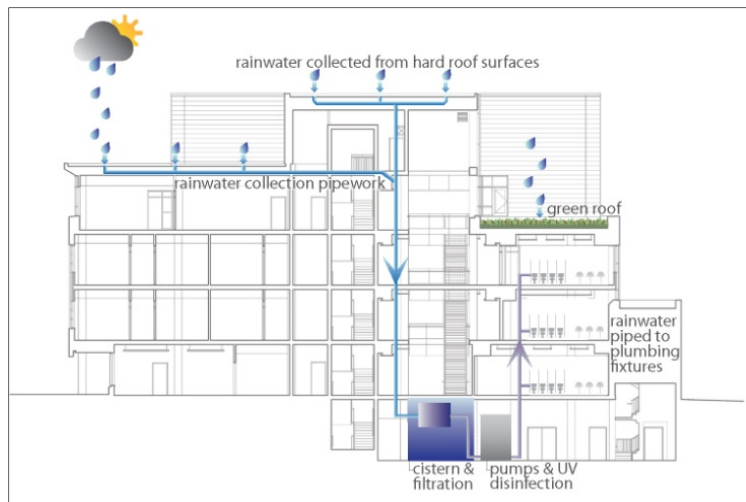 rainwater collected from hard roof surfaces
rainwater collection pipework
green roof
rainwater
piped to
plumbing
fixtures
cistern &
filtration
pumps & UV
disinfection